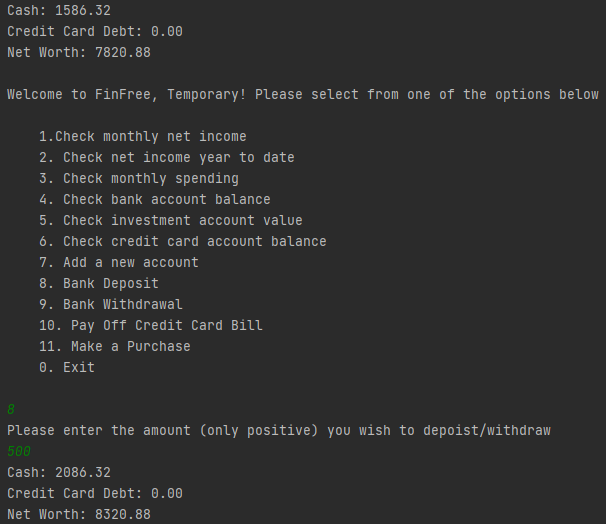 Cash: 1586.32
Credit Card Debt: 0.00
Net Worth: 7820.88
Welcome to FinFree, Temporary! Please select from one of the options below
1.Check monthly net income
2. Check net income year to date
3. Check monthly spending
4. Check bank account balance
5. Check investment account value
6. Check credit card account balance
7. Add a new account
8. Bank Deposit
9. Bank Withdrawal
10. Pay Off Credit Card Bill
11. Make a Purchase
0. Exit
8
Please enter the amount (only positive) you wish to depoist/withdraw
500
Cash: 2086.32
Credit Card Debt: 0.00
Net Worth: 8320.88